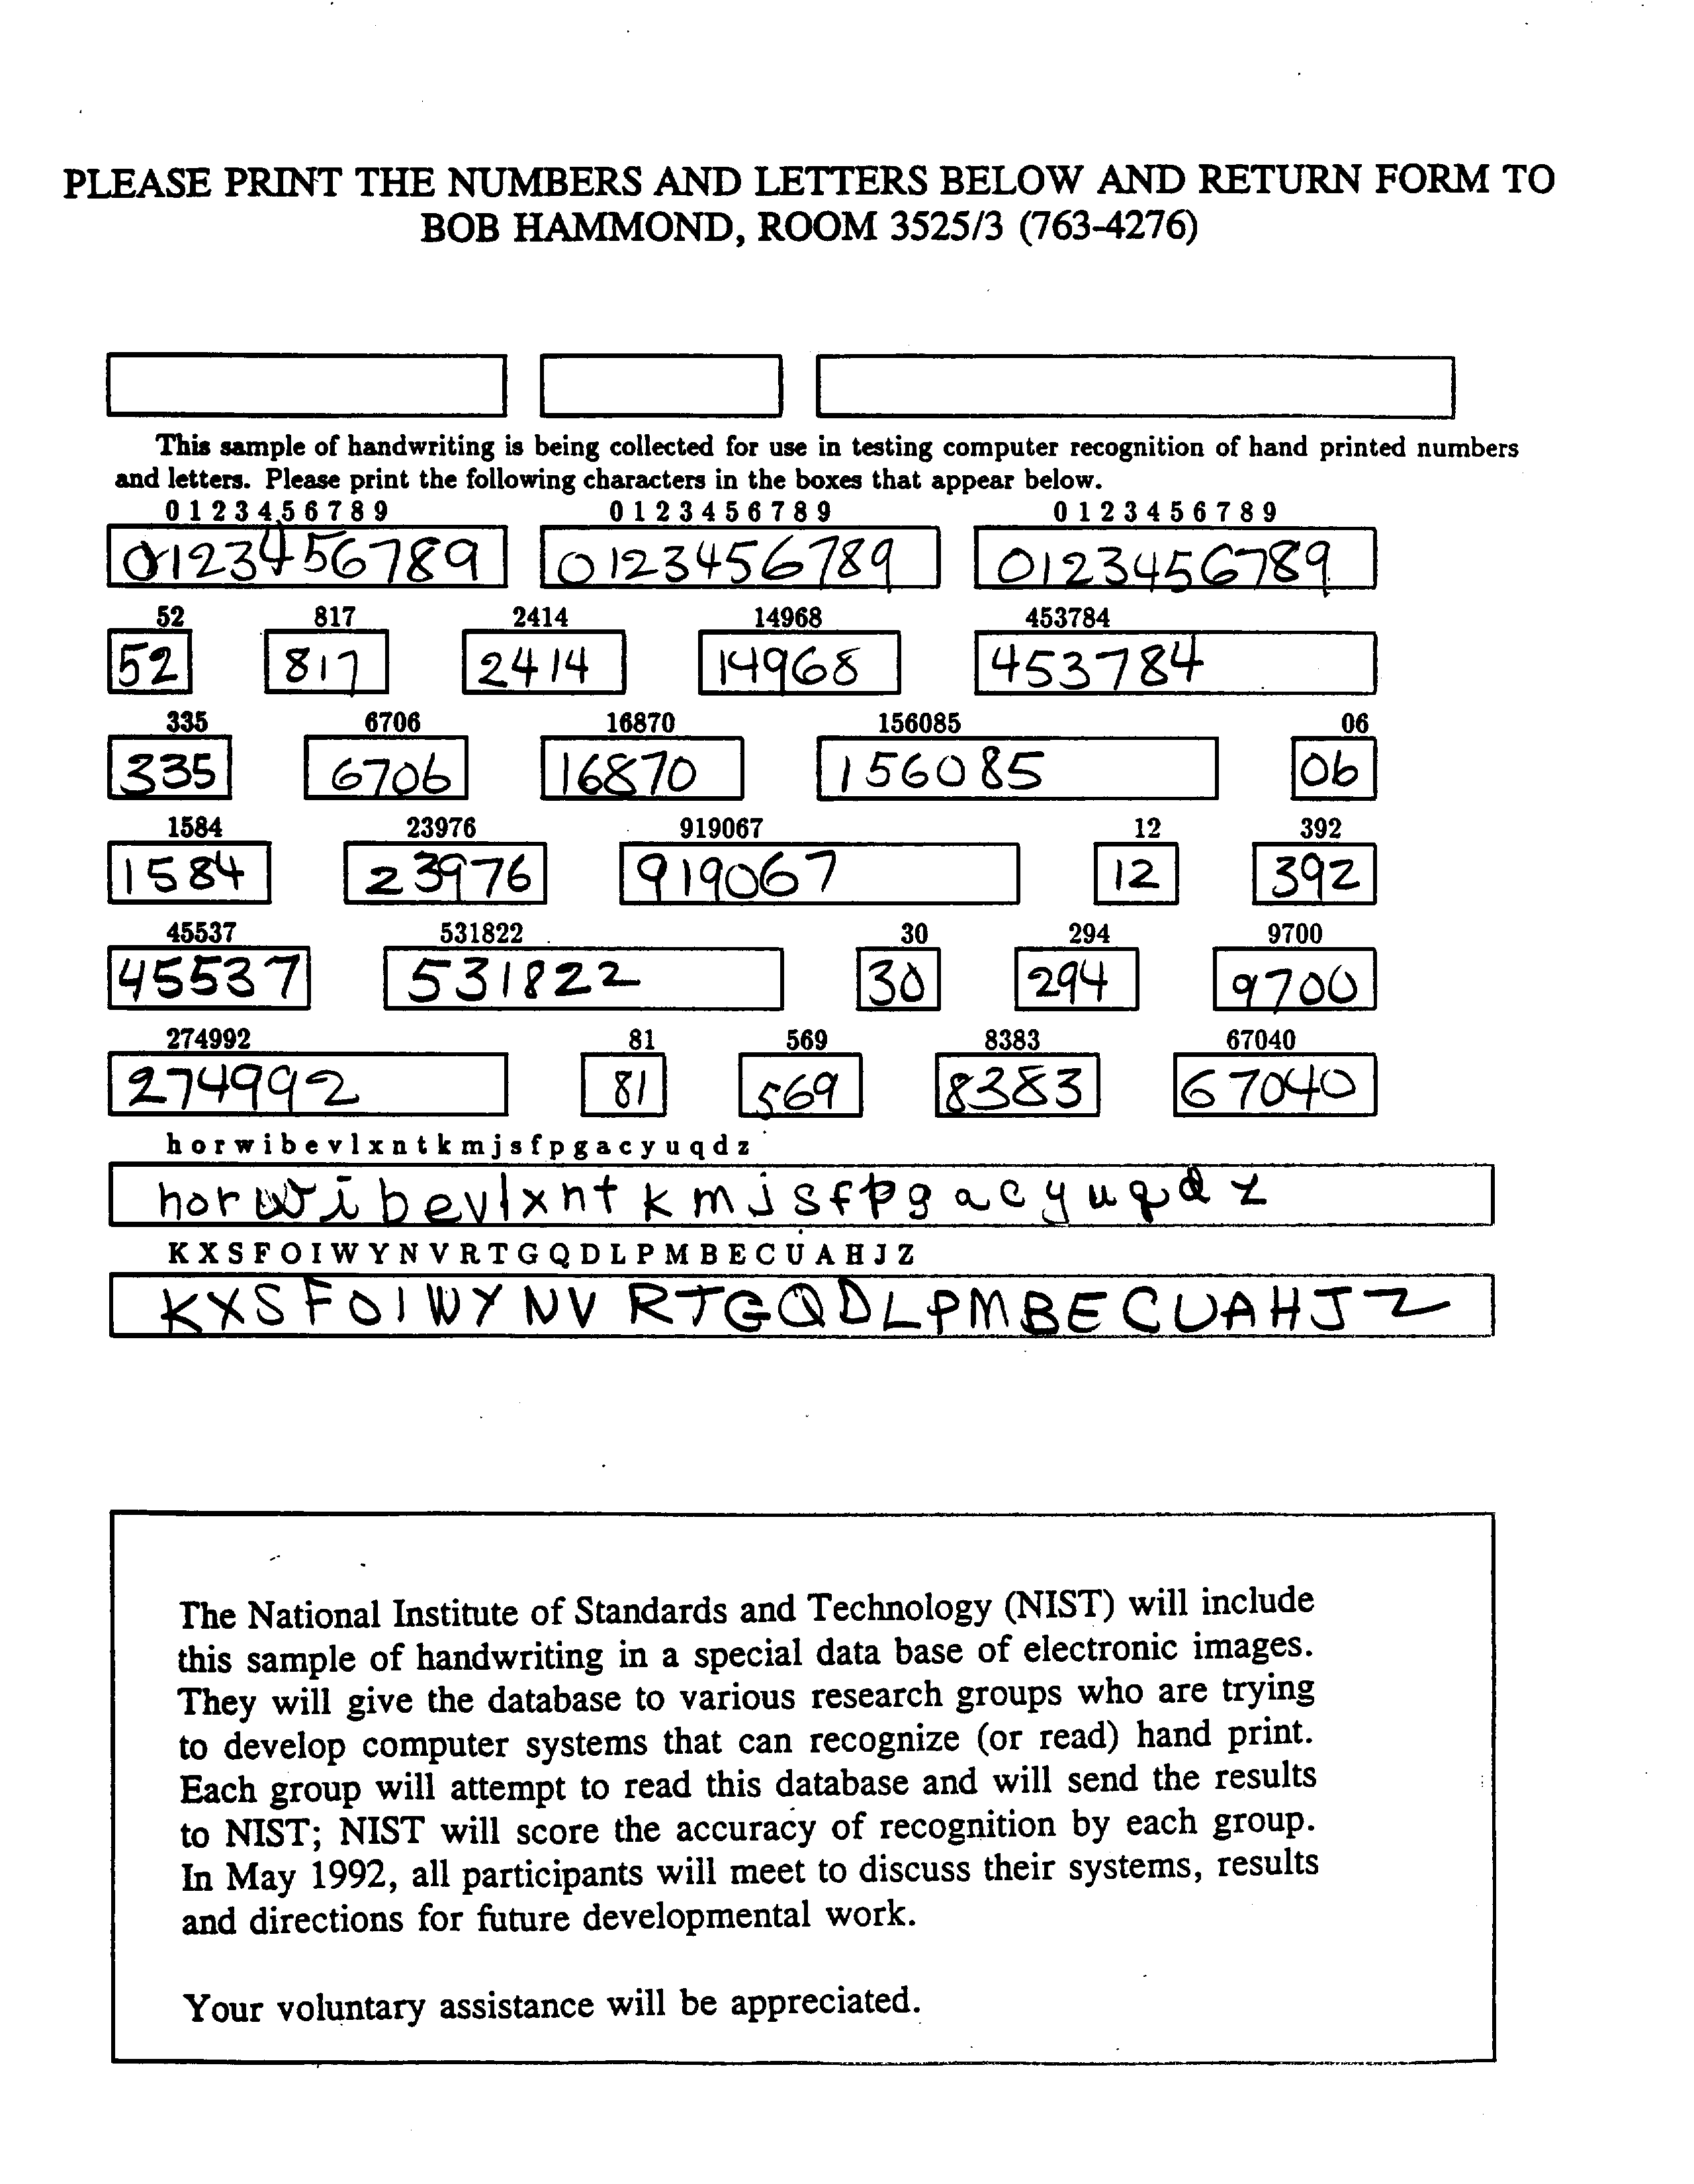 PLEASE PRINT THE NUMBERS AND LETTERS BELOW AND RETURN FORM TO
BOB HAMMOND, ROOM 3525/3 (763-4276)
This sample of handwriting is being collected for use in testing computer recognition of hand printed numbers
and letters. Please print the following characters in the boxes that appear below.
0 1 2 3 4 5 6 7 8 9 0 1 2 3 4 5 6 7 8 9 0 1 2 3 4 5 6 7 8 9
0123456789 0123456789 0123456789
52 817 2414 14968 453784
52 817 2414 14968 453784
335 6706 16870 156085 06
335 6706 16870 156085 06
1584 23976 919067 12 392
1584 23976 919067 12 392
45537 531822 30 294 9700
45537 531822 30 294 9700
274992 81 569 8383 67040
274992 81 569 8383 67040
h o r w i b e v l x n t k m j s f p g a c y u q d z
h o r w i b e v l x n t k m j s f p g a c y u q d z
K X S F O I W Y N V R T G Q D L P M B E C U A H J Z
K X S F O I W Y N V R T G Q D L P M B E C U A H J Z
The National Institute of Standards and Technology (NIST) will include
this sample of handwriting in a special data base of electronic images.
They will give the database to various research groups who are trying
to develop computer systems that can recognize (or read) hand print.
Each group will attempt to read this database and will send the results
to NIST; NIST will score the accuracy of recognition by each group.
In May 1992, all participants will meet to discuss their systems, results
and directions for future developmental work.
Your voluntary assistance will be appreciated.